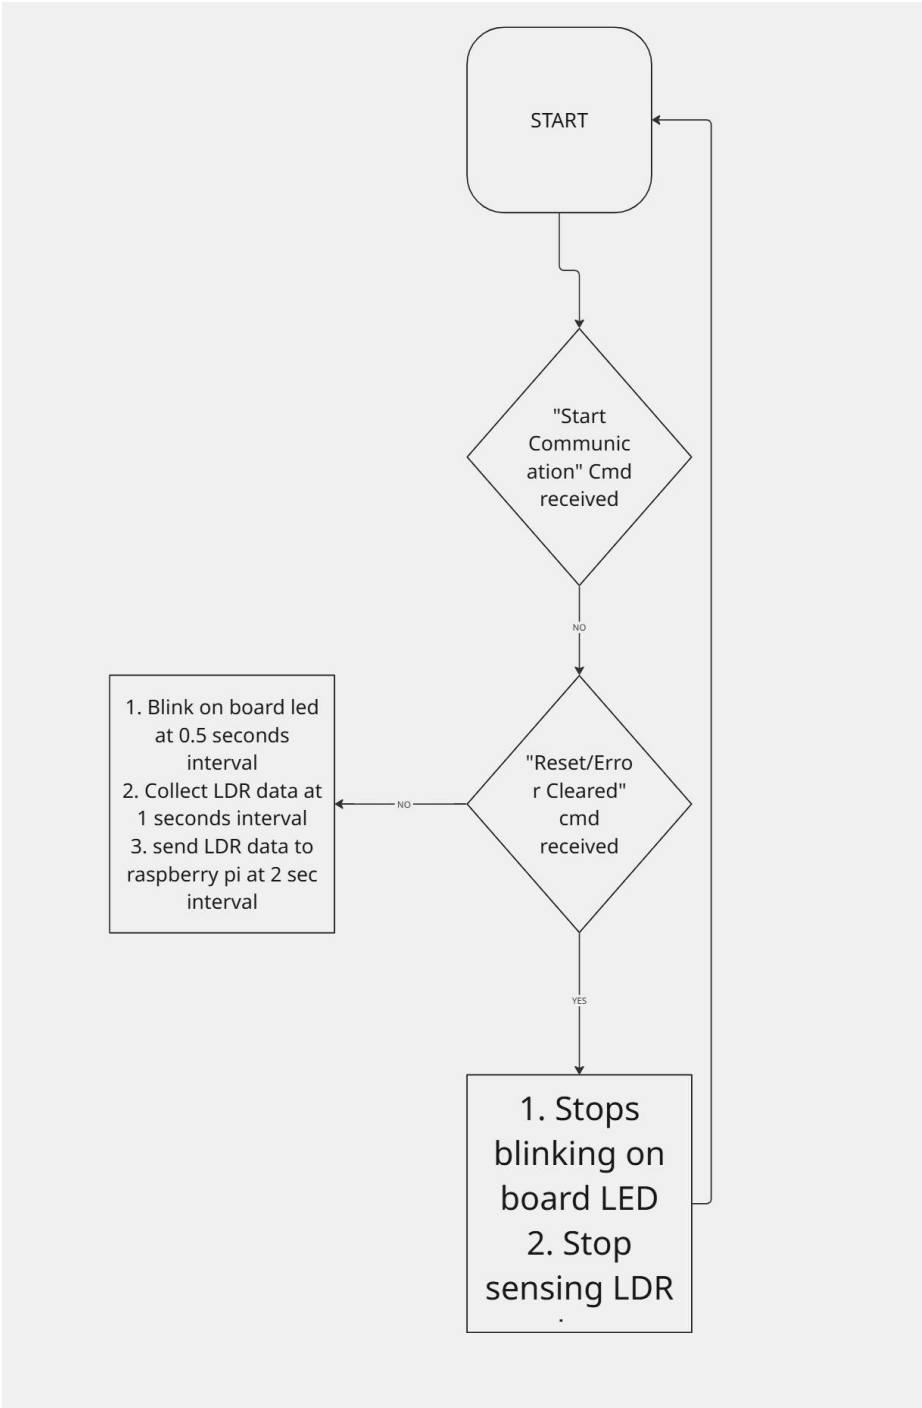 START
"Start
Communic
ation" Cmd
received
NO
"Reset/Erro
r Cleared"
cmd
received
NO
1. Blink on board led
at 0.5 seconds
interval
2. Collect LDR data at
1 seconds interval
3. send LDR data to
raspberry pi at 2 sec
interval
YES
1. Stops
blinking on
board LED
2. Stop
sensing LDR
.